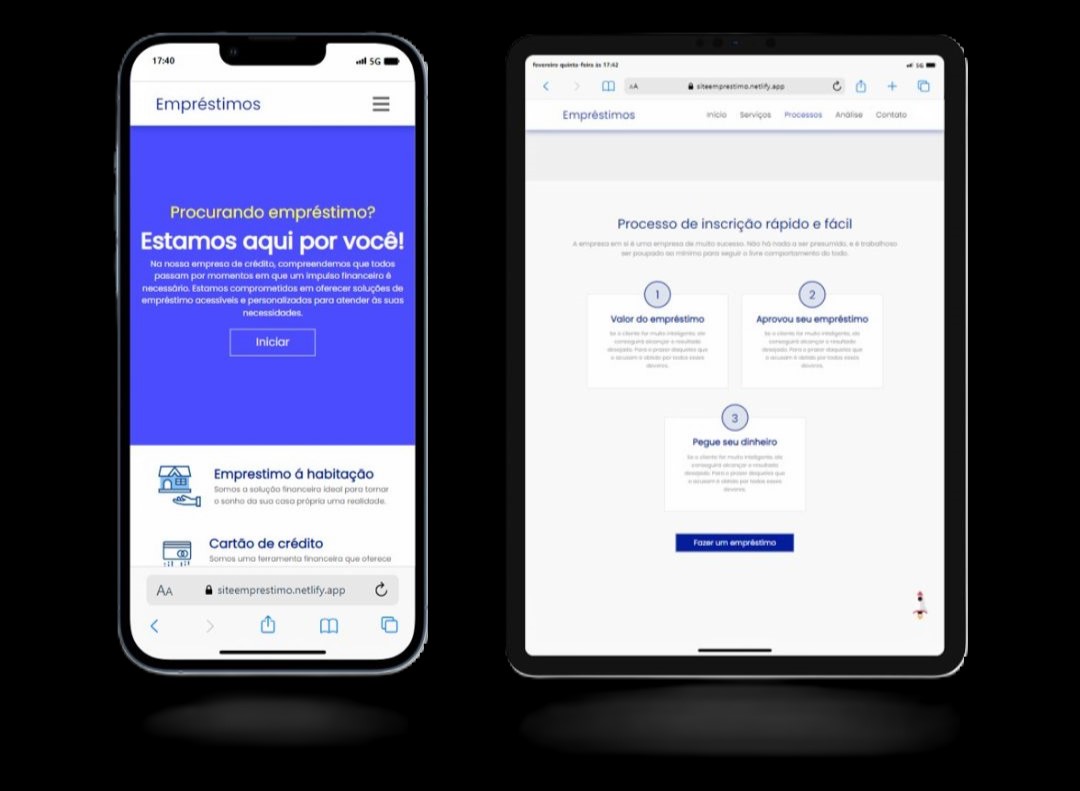 17:40
5G
Empréstimos
Procurando empréstimo?
Estamos aqui por você!
Na nossa empresa de crédito, compreendemos que todos
passam por momentos em que um impulso financeiro é
necessário. Estamos comprometidos em oferecer soluções de
empréstimo acessíveis e personalizadas para atender às suas
necessidades.
Iniciar
Emprestimo á habitação
Somos a solução financeira ideal para tornar
o sonho da sua casa própria uma realidade.
Cartão de crédito
Somos uma ferramenta financeira que oferece
AA siteemprestimo.netlify.app
fevereiro quinta-feira às 17:42
5G
AA siteemprestimo.netlify.app
Empréstimos Início Serviços Processos Análise Contato
Processo de inscrição rápido e fácil
A empresa em si é uma empresa de muito sucesso. Não há nada a ser presumido, e é trabalhoso
ser poupado ao mínimo para seguir o livre comportamento do todo.
1
Valor do empréstimo
Se o cliente for muito inteligente, ele
conseguirá alcançar o resultado
desejado. Para o prazer daqueles que
o acusam é obtido por todos esses
deveres.
2
Aprovou seu empréstimo
Se o cliente for muito inteligente, ele
conseguirá alcançar o resultado
desejado. Para o prazer daqueles que
o acusam é obtido por todos esses
deveres.
3
Pegue seu dinheiro
Se o cliente for muito inteligente, ele
conseguirá alcançar o resultado
desejado. Para o prazer daqueles que
o acusam é obtido por todos esses
deveres.
Fazer um empréstimo